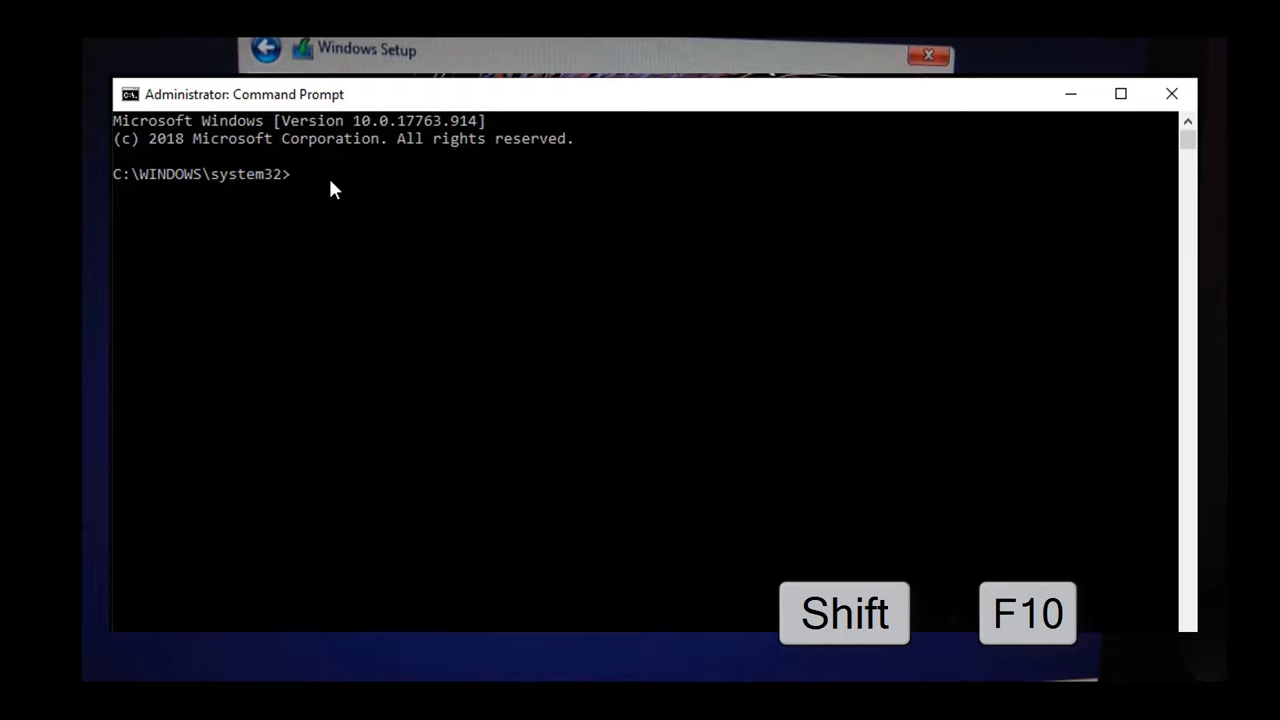 Windows Setup
Administrator: Command Prompt
Microsoft Windows [Version 10.0.17763.914]
(c) 2018 Microsoft Corporation. All rights reserved.
C:\WINDOWS\system32>
Shift F10